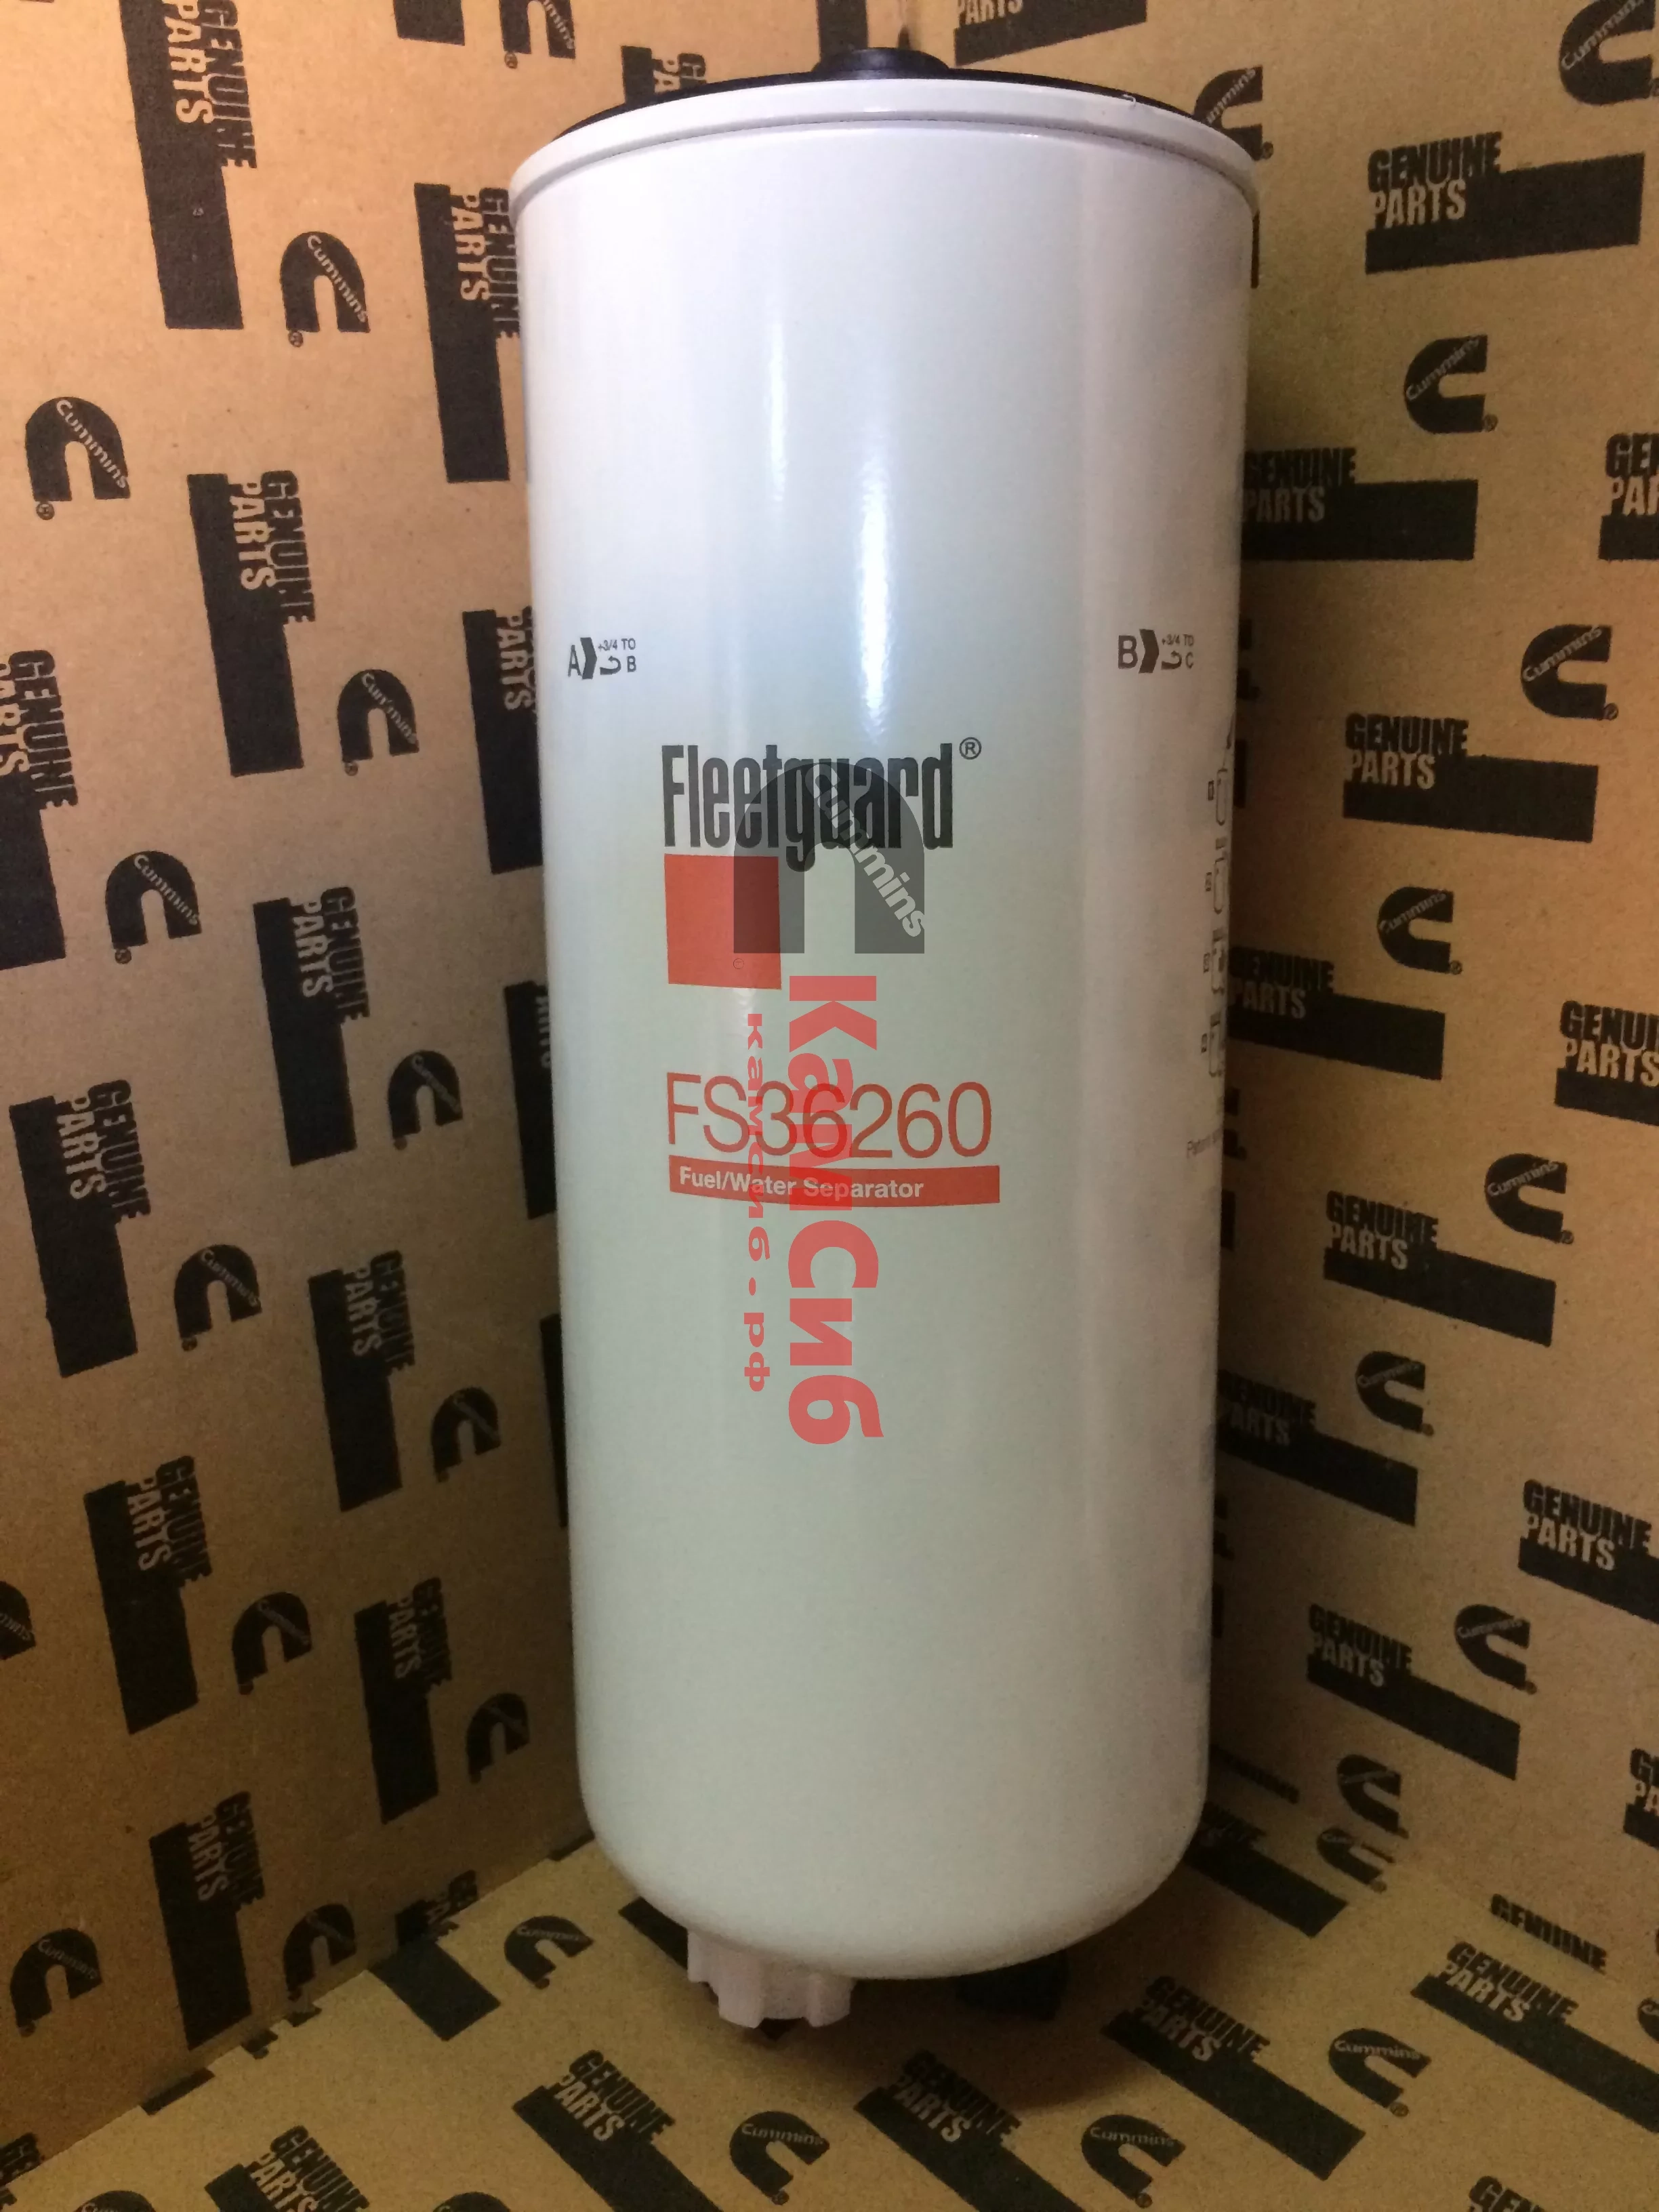 A +3/4 TO B
B +3/4 TO C
Fleetguard®
Cummins
FS36260
Fuel/Water Separator
КамСиб
камсиб.рф
GENUINE
PARTS
Cummins